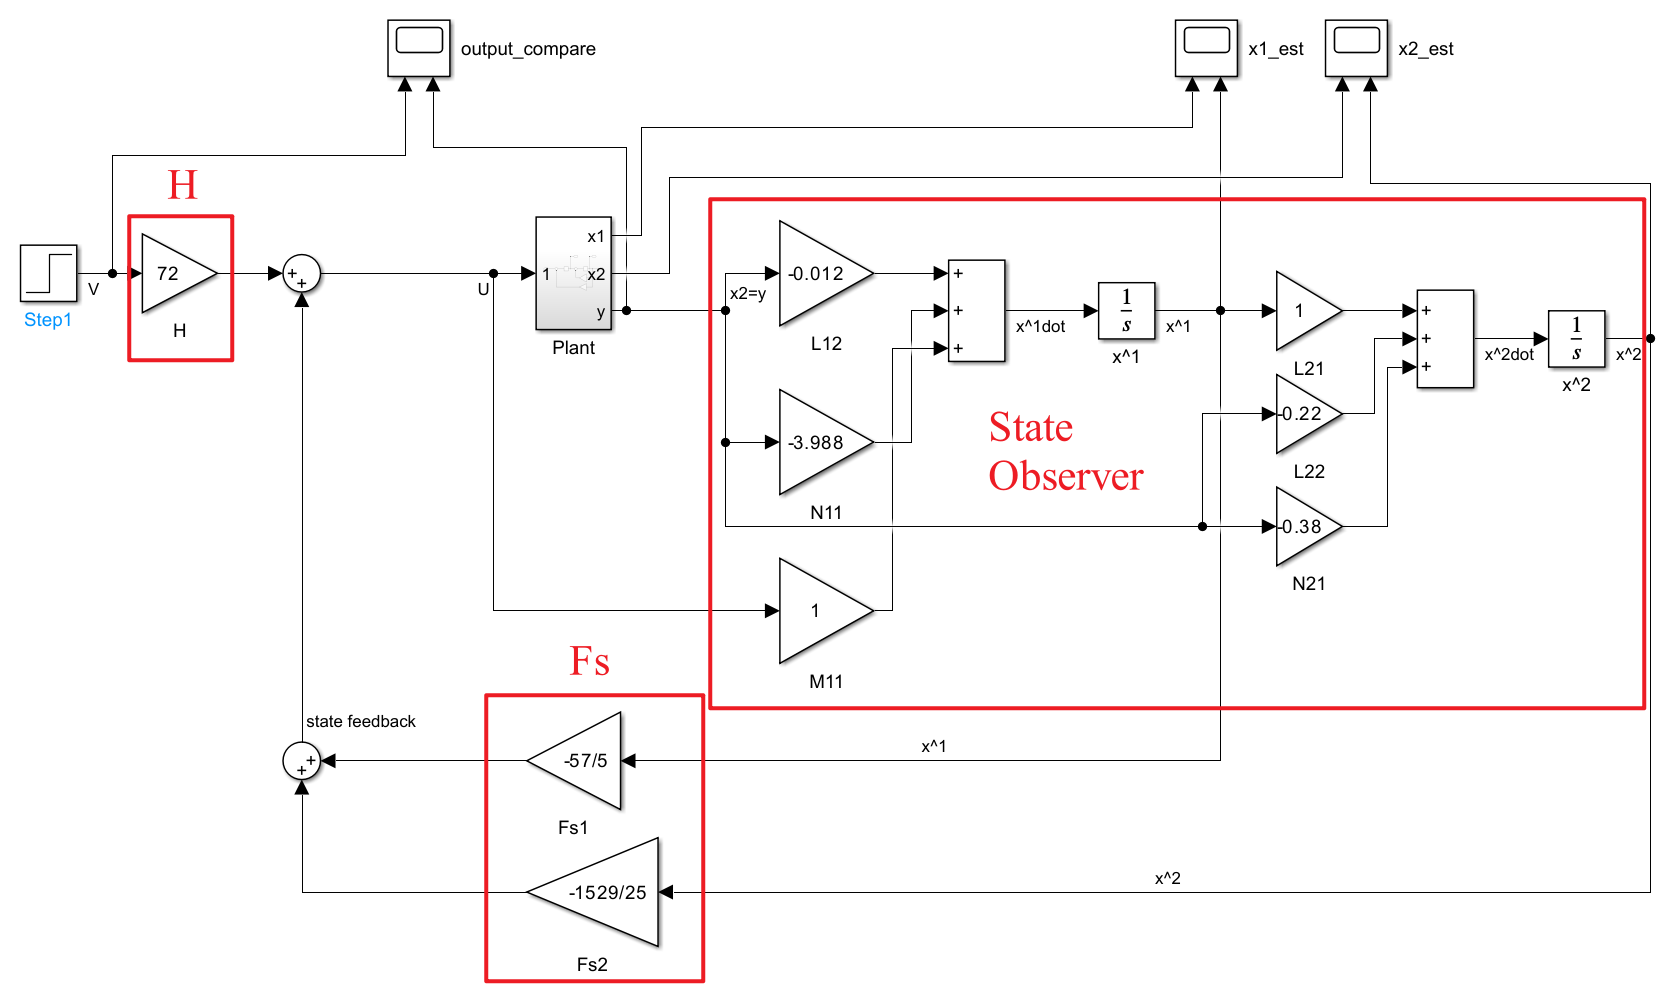 output_compare
x1_est
x2_est
H
72
H
V
Step1
+
+
U
1
x1
x2
y
Plant
x2=y
-0.012
L12
-3.988
N11
1
M11
+
+
+
x^1dot
1
s
x^1
x^1
1
L21
-0.22
L22
-0.38
N21
+
+
+
x^2dot
1
s
x^2
x^2
State
Observer
Fs
state feedback
+
+
-57/5
Fs1
x^1
-1529/25
Fs2
x^2